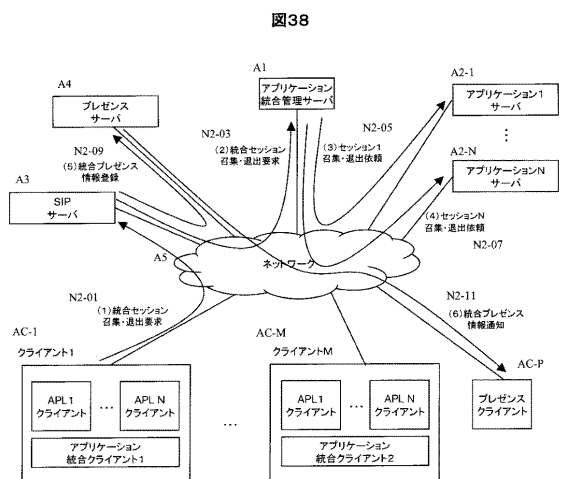 図38
A4
プレゼンス
サーバ
A1
アプリケーション
統合管理サーバ
A2-1
アプリケーション1
サーバ
⋮
A2-N
アプリケーションN
サーバ
N2-09
(5)統合プレゼンス
情報登録
N2-03
(2)統合セッション
召集・退出要求
N2-05
(3)セッション1
召集・退出依頼
(4)セッションN
召集・退出依頼
N2-07
A3
SIP
サーバ
A5
ネットワーク
N2-01
(1)統合セッション
召集・退出要求
N2-11
(6)統合プレゼンス
情報通知
AC-1
クライアント1
APL 1
クライアント
…
APL N
クライアント
アプリケーション
統合クライアント1
…
AC-M
クライアントM
APL 1
クライアント
…
APL N
クライアント
アプリケーション
統合クライアント2
AC-P
プレゼンス
クライアント